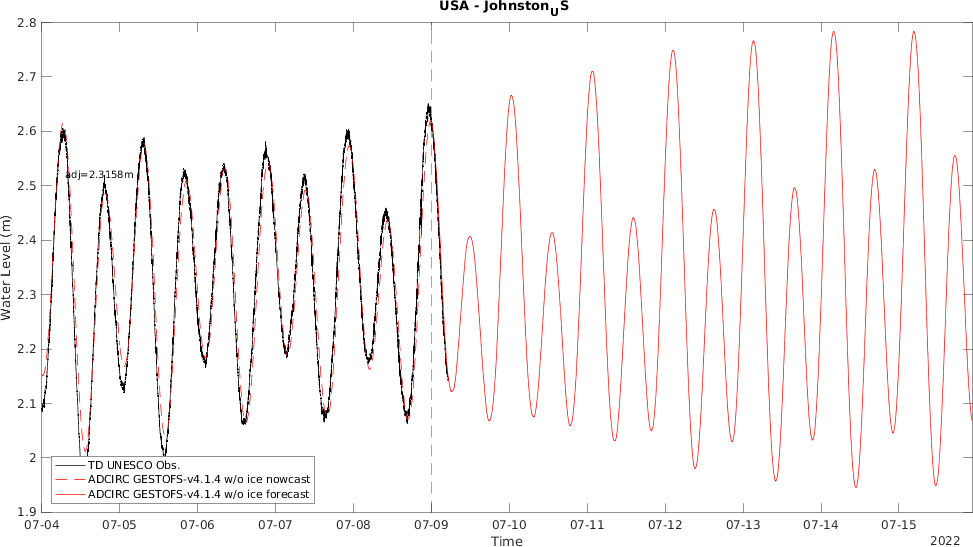 USA - Johnston_US
2.8
2.7
2.6
2.5
2.4
2.3
2.2
2.1
2
1.9
Water Level (m)
adj=2.3158m
TD UNESCO Obs.
ADCIRC GESTOFS-v4.1.4 w/o ice nowcast
ADCIRC GESTOFS-v4.1.4 w/o ice forecast
07-04 07-05 07-06 07-07 07-08 07-09 07-10 07-11 07-12 07-13 07-14 07-15
Time
2022